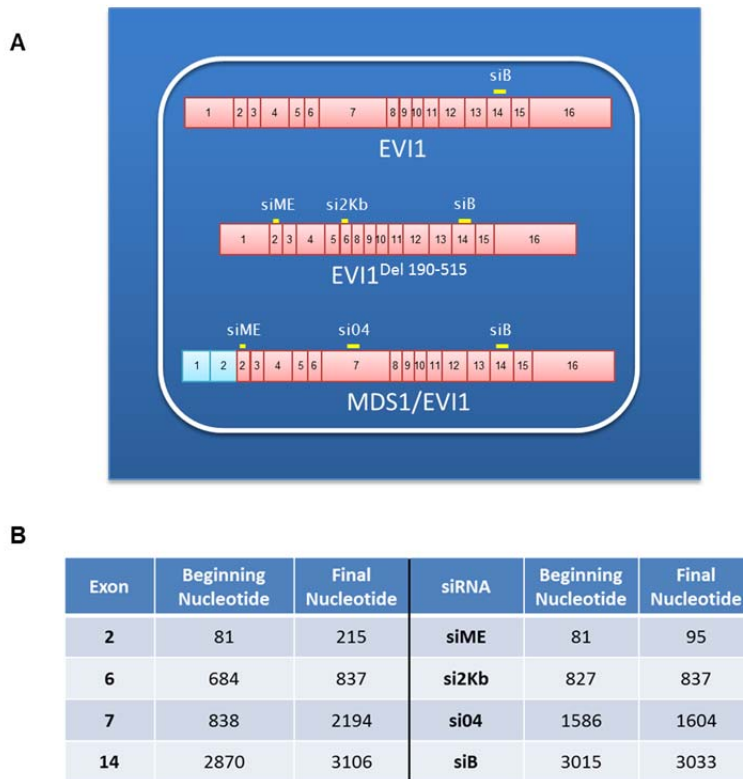 A
siB
1 2 3 4 5 6 7 8 9 10 11 12 13 14 15 16
EVI1
siME si2Kb siB
1 2 3 4 5 6 8 9 10 11 12 13 14 15 16
EVI1 Del 190-515
siME si04 siB
1 2 2 3 4 5 6 7 8 9 10 11 12 13 14 15 16
MDS1/EVI1
B
Exon Beginning Nucleotide Final Nucleotide siRNA Beginning Nucleotide Final Nucleotide
2 81 215 siME 81 95
6 684 837 si2Kb 827 837
7 838 2194 si04 1586 1604
14 2870 3106 siB 3015 3033